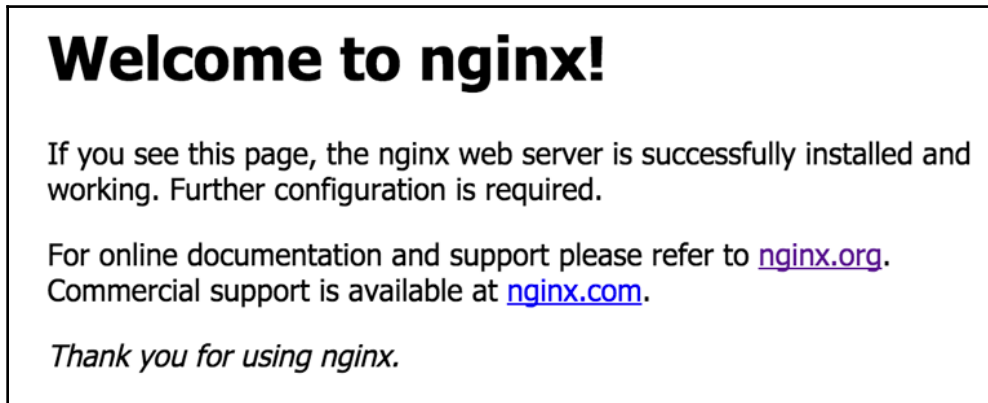 Welcome to nginx!
If you see this page, the nginx web server is successfully installed and
working. Further configuration is required.
For online documentation and support please refer to nginx.org.
Commercial support is available at nginx.com.
Thank you for using nginx.